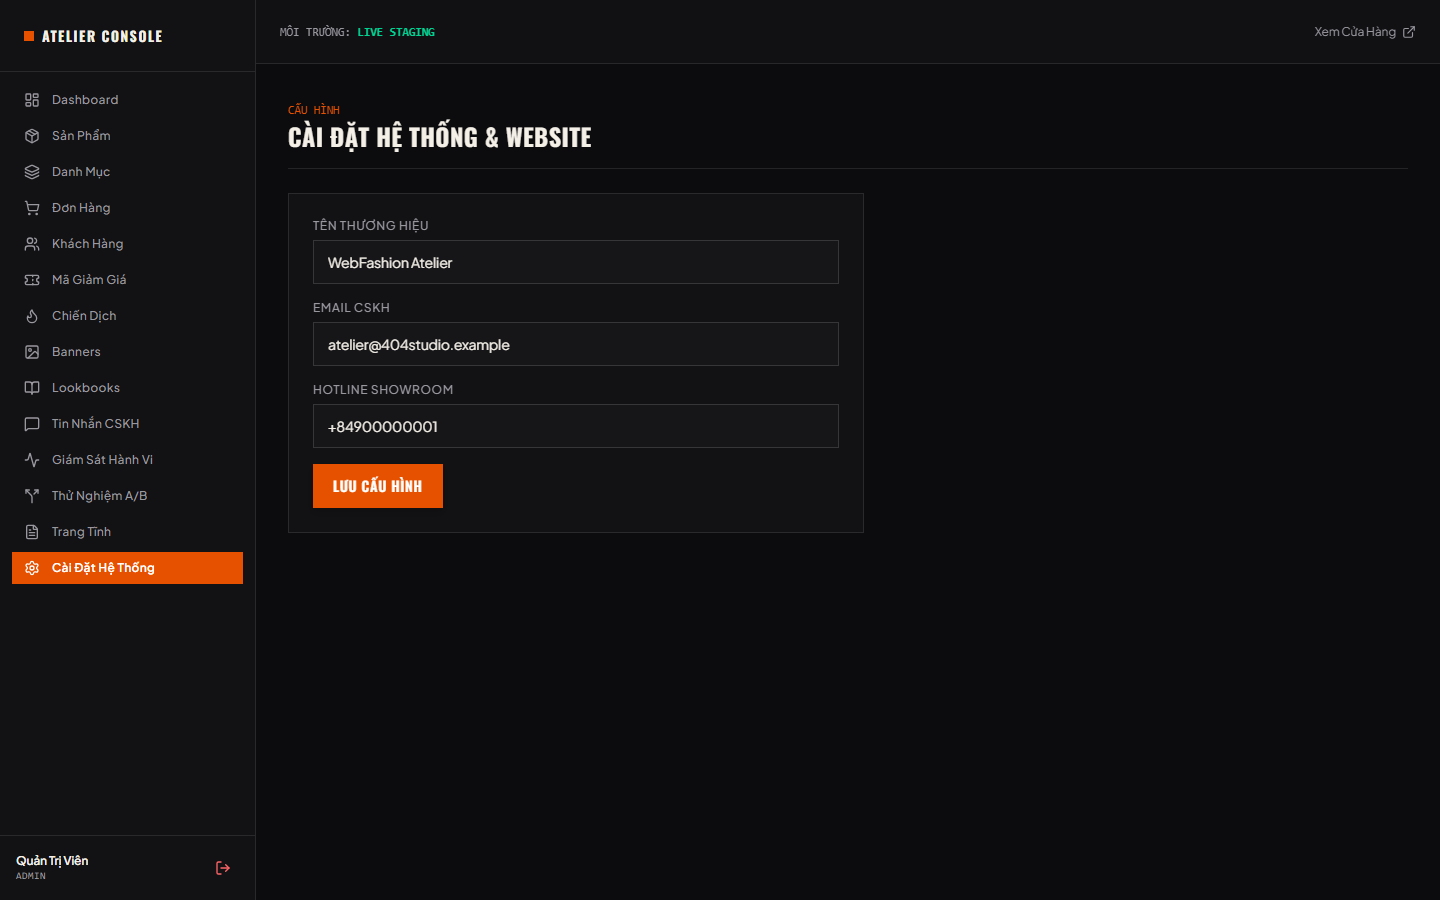 ATELIER CONSOLE
Dashboard
Sản Phẩm
Danh Mục
Đơn Hàng
Khách Hàng
Mã Giảm Giá
Chiến Dịch
Banners
Lookbooks
Tin Nhắn CSKH
Giám Sát Hành Vi
Thử Nghiệm A/B
Trang Tĩnh
Cài Đặt Hệ Thống
Quản Trị Viên
ADMIN
MÔI TRƯỜNG: LIVE STAGING
Xem Cửa Hàng
CẤU HÌNH
CÀI ĐẶT HỆ THỐNG & WEBSITE
TÊN THƯƠNG HIỆU
WebFashion Atelier
EMAIL CSKH
atelier@404studio.example
HOTLINE SHOWROOM
+84900000001
LƯU CẤU HÌNH